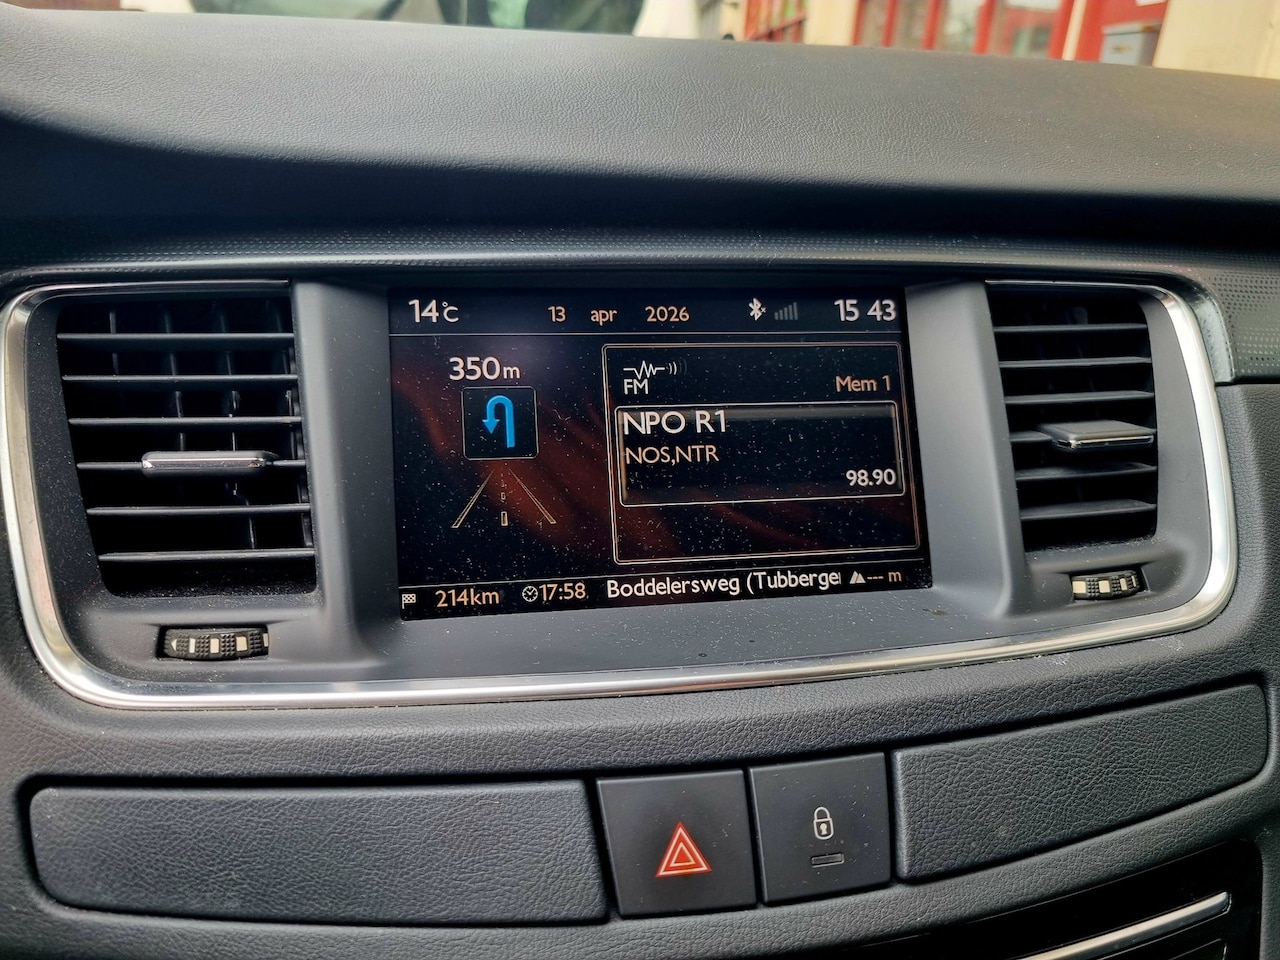 14°C 13 apr 2026 15 43
350m
FM Mem 1
NPO R1
NOS,NTR
98.90
214km 17:58 Boddelersweg (Tubberge --- m